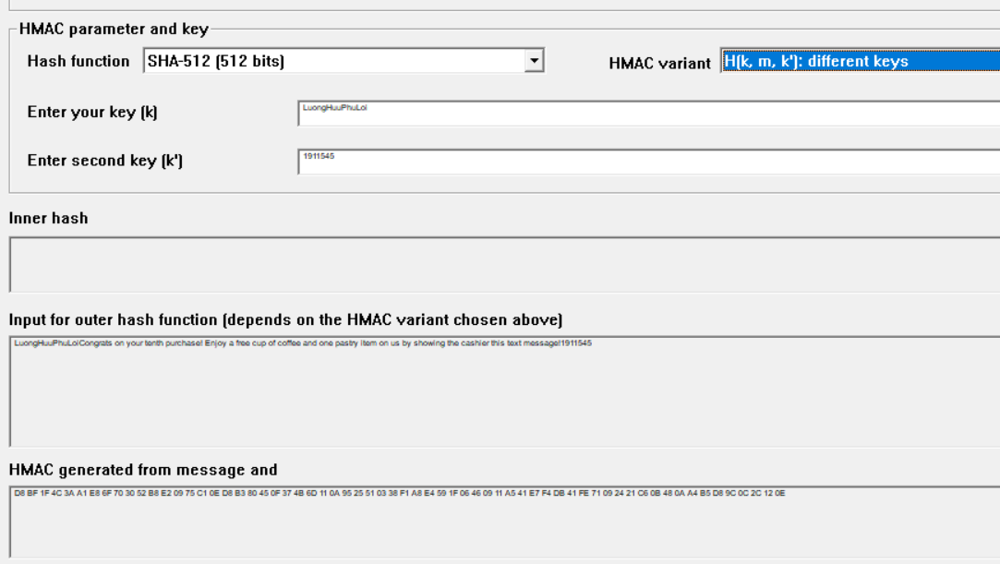 HMAC parameter and key
Hash function SHA-512 (512 bits) HMAC variant H(k, m, k'): different keys
Enter your key (k) LuongHuuPhuLoi
Enter second key (k') 1911545
Inner hash
Input for outer hash function (depends on the HMAC variant chosen above)
LuongHuuPhuLoiCongrats on your tenth purchase! Enjoy a free cup of coffee and one pastry item on us by showing the cashier this text message!1911545
HMAC generated from message and
D8 BF 1F 4C 3A A1 E8 6F 70 30 52 B8 E2 09 75 C1 0E D8 B3 80 45 0F 37 4B 6D 11 0A 95 25 51 03 38 F1 A8 E4 59 1F 06 46 09 11 A5 41 E7 F4 DB 41 FE 71 09 24 21 C6 0B 48 0A A4 B5 D8 9C 0C 2C 12 0E